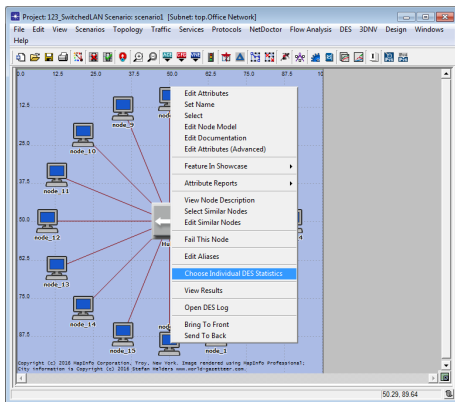 Project: 123_SwitchedLAN Scenario: scenario1 [Subnet: top.Office Network]
File Edit View Scenarios Topology Traffic Services Protocols NetDoctor Flow Analysis DES 3DNV Design Windows
Help
0.0 12.5 25.0 37.5 50.0 62.5 75.0 87.5 10
12.5
25.0
37.5
50.0
62.5
75.0
87.5
node_9
node_10
node_11
node_12
node_13
node_14
node_15
node_1
Edit Attributes
Set Name
Select
Edit Node Model
Edit Documentation
Edit Attributes (Advanced)
Feature In Showcase
Attribute Reports
View Node Description
Select Similar Nodes
Edit Similar Nodes
Fail This Node
Edit Aliases
Choose Individual DES Statistics
View Results
Open DES Log
Bring To Front
Send To Back
Copyright (c) 2016 MapInfo Corporation, Troy, New York. Image rendered using MapInfo Professional;
City information is Copyright (c) 2016 Stefan Helders www.world-gazetteer.com.
50.29, 89.64